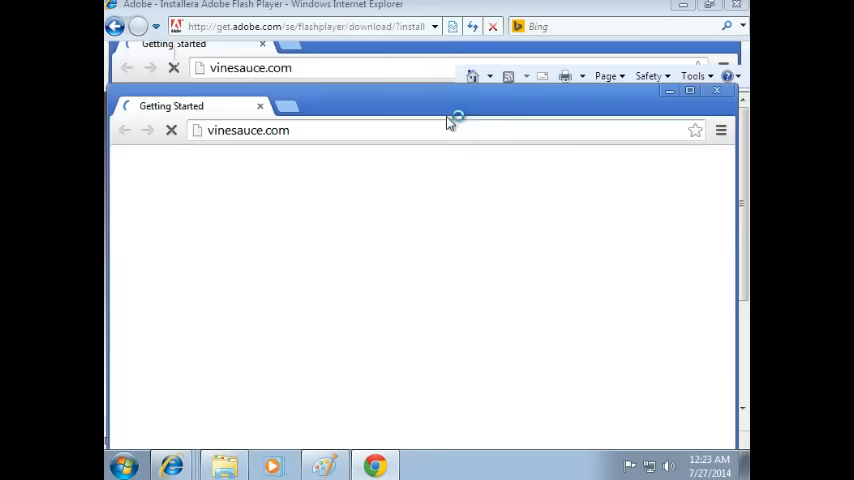 Adobe - Installera Adobe Flash Player - Windows Internet Explorer
http://get.adobe.com/se/flashplayer/download/?install
Bing
Getting Started
vinesauce.com
Page Safety Tools
Getting Started
vinesauce.com
12:23 AM
7/27/2014